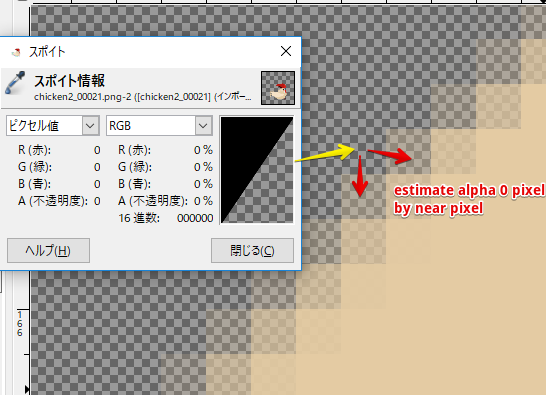 スポイト
スポイト情報
chicken2_00021.png-2 ([chicken2_00021] (インポー...
ピクセル値 RGB
R (赤): 0 R (赤): 0 %
G (緑): 0 G (緑): 0 %
B (青): 0 B (青): 0 %
A (不透明度): 0 A (不透明度): 0 %
16 進数: 000000
ヘルプ(H) 閉じる(C)
estimate alpha 0 pixel
by near pixel
166